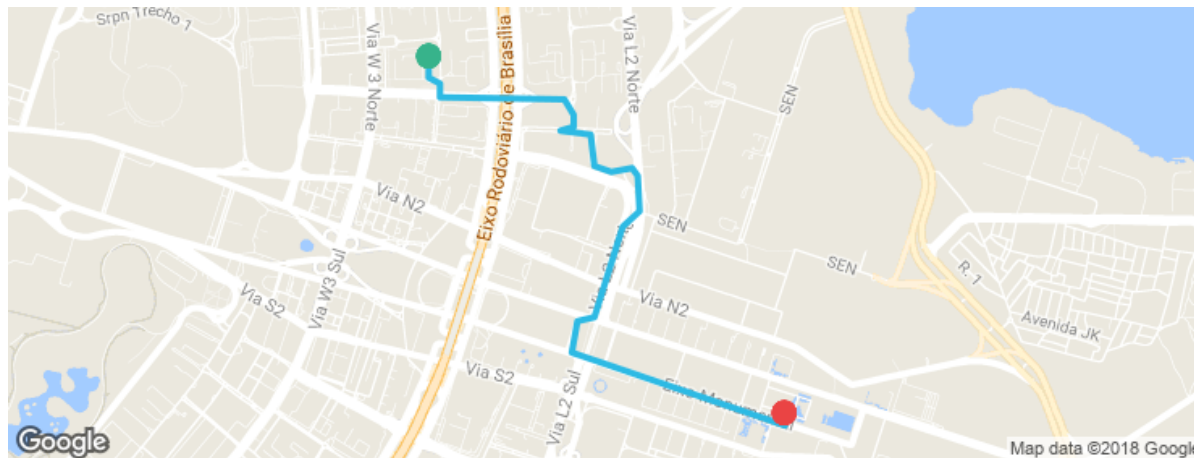 Srpn Trecho 1
Via W 3 Norte
Eixo Rodoviário de Brasília
Via L2 Norte
SEN
Via N2
SEN
Via L2 Norte
SEN
R. 1
Via W3 Sul
Via S2
Via N2
Avenida JK
Via S2
Via L2 Sul
Eixo Monumen
Google
Map data ©2018 Google